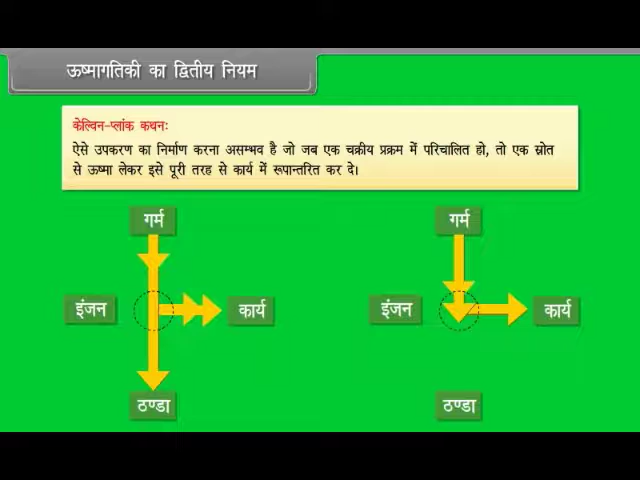 ऊष्मागतिकी का द्वितीय नियम
केल्विन-प्लांक कथनः
ऐसे उपकरण का निर्माण करना असम्भव है जो जब एक चक्रीय प्रक्रम में परिचालित हो, तो एक स्रोत
से ऊष्मा लेकर इसे पूरी तरह से कार्य में रूपान्तरित कर दे।
गर्म
गर्म
इंजन
कार्य
इंजन
कार्य
ठण्डा
ठण्डा